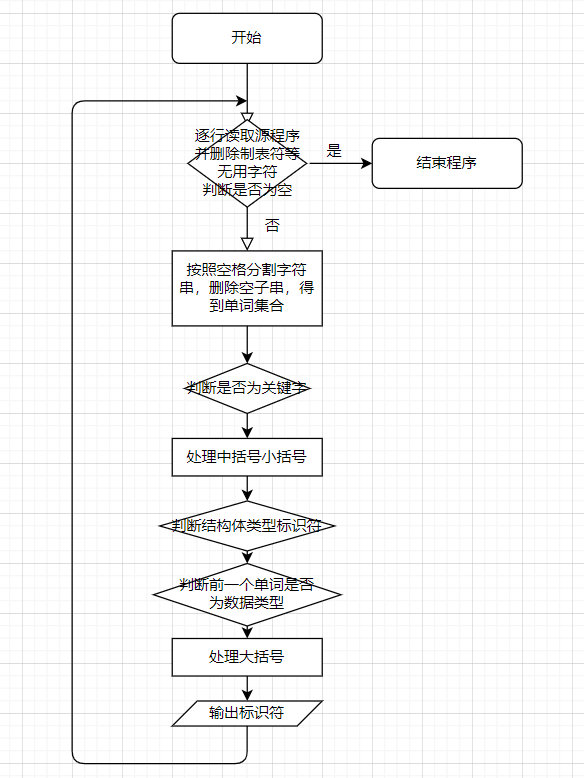 开始
逐行读取源程序
并删除制表符等
无用字符
判断是否为空
是
结束程序
否
按照空格分割字符
串，删除空子串，得
到单词集合
判断是否为关键字
处理中括号小括号
判断结构体类型标识符
判断前一个单词是否
为数据类型
处理大括号
输出标识符